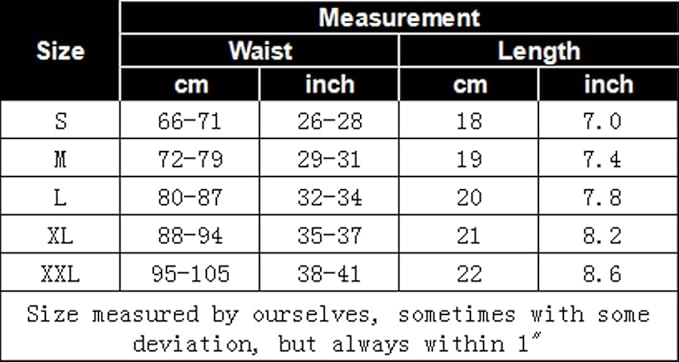 Measurement
Size
Waist Length
cm inch cm inch
S 66-71 26-28 18 7.0
M 72-79 29-31 19 7.4
L 80-87 32-34 20 7.8
XL 88-94 35-37 21 8.2
XXL 95-105 38-41 22 8.6
Size measured by ourselves, sometimes with some
deviation, but always within 1″